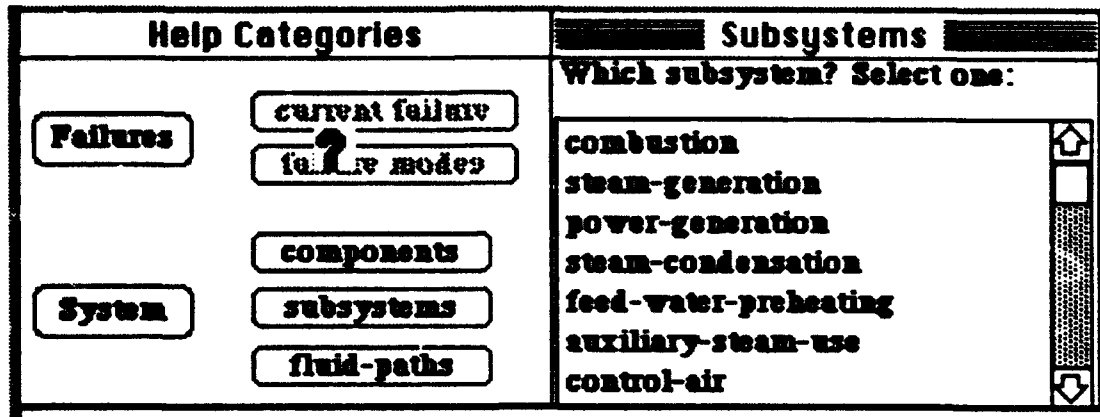 Help Categories
Failures
current failure
failure modes
System
components
subsystems
fluid-paths
Subsystems
Which subsystem? Select one:
combustion
steam-generation
power-generation
steam-condensation
feed-water-preheating
auxiliary-steam-use
control-air